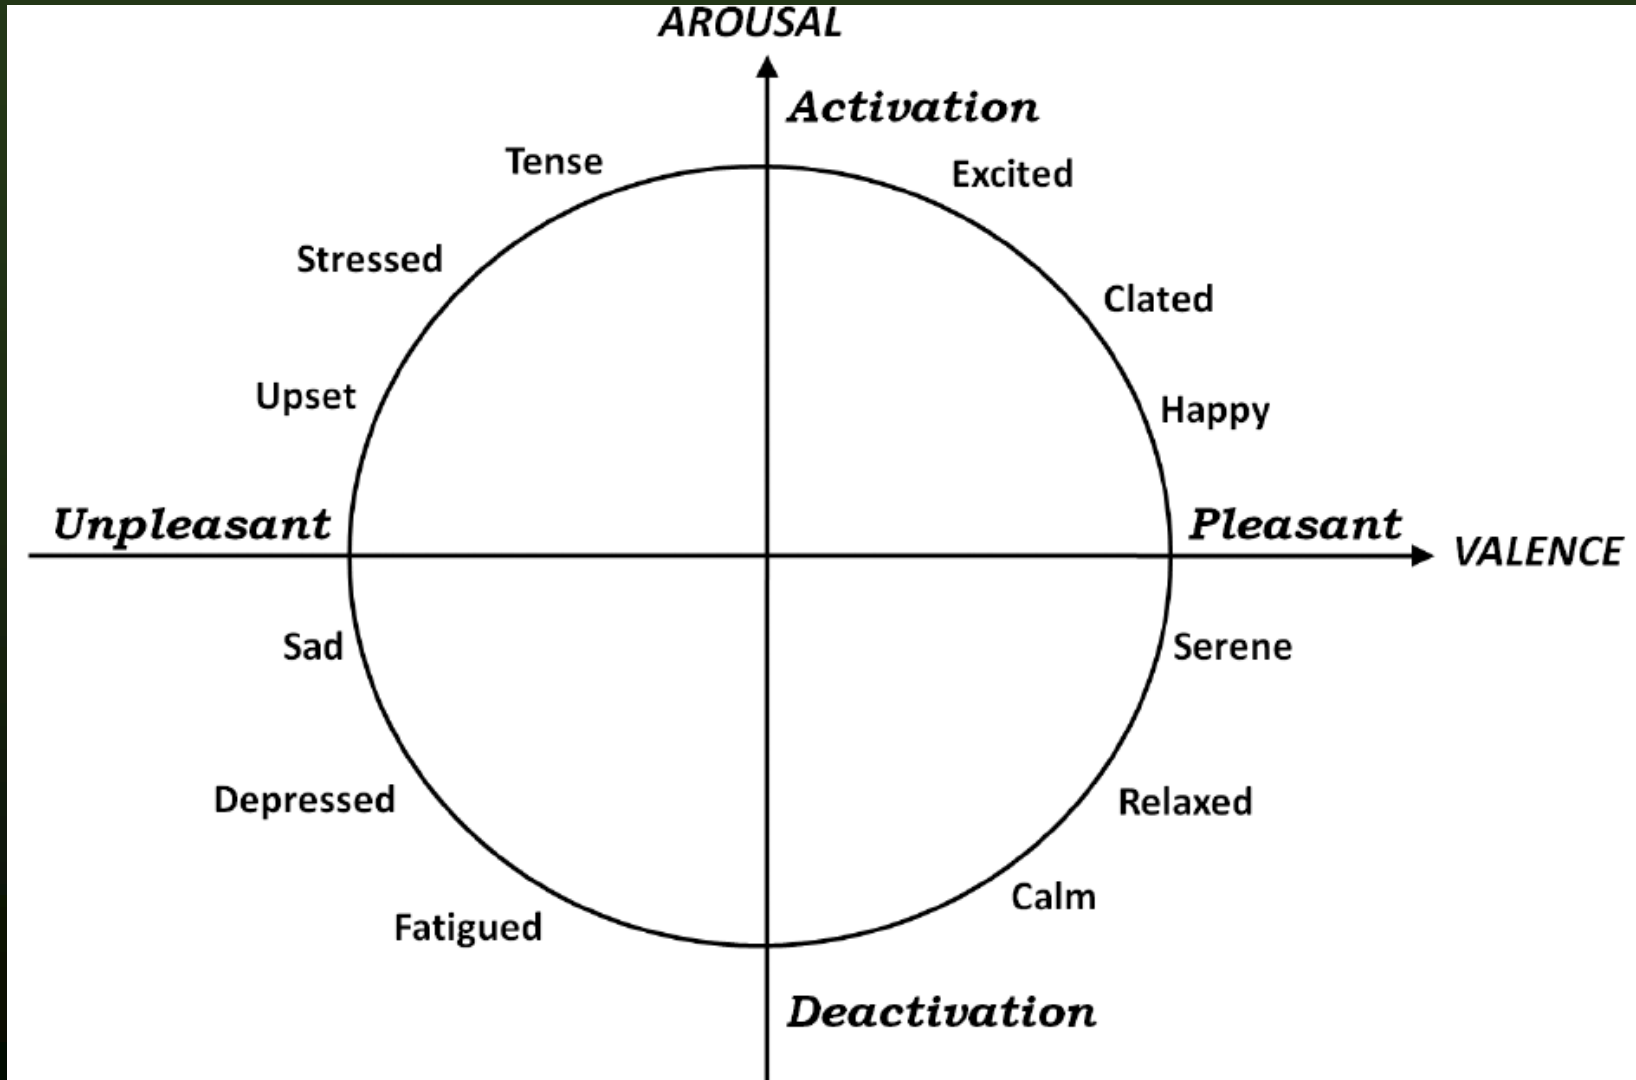 AROUSAL
Activation
Tense
Excited
Stressed
Clated
Upset
Happy
Unpleasant
Pleasant
VALENCE
Sad
Serene
Depressed
Relaxed
Calm
Fatigued
Deactivation